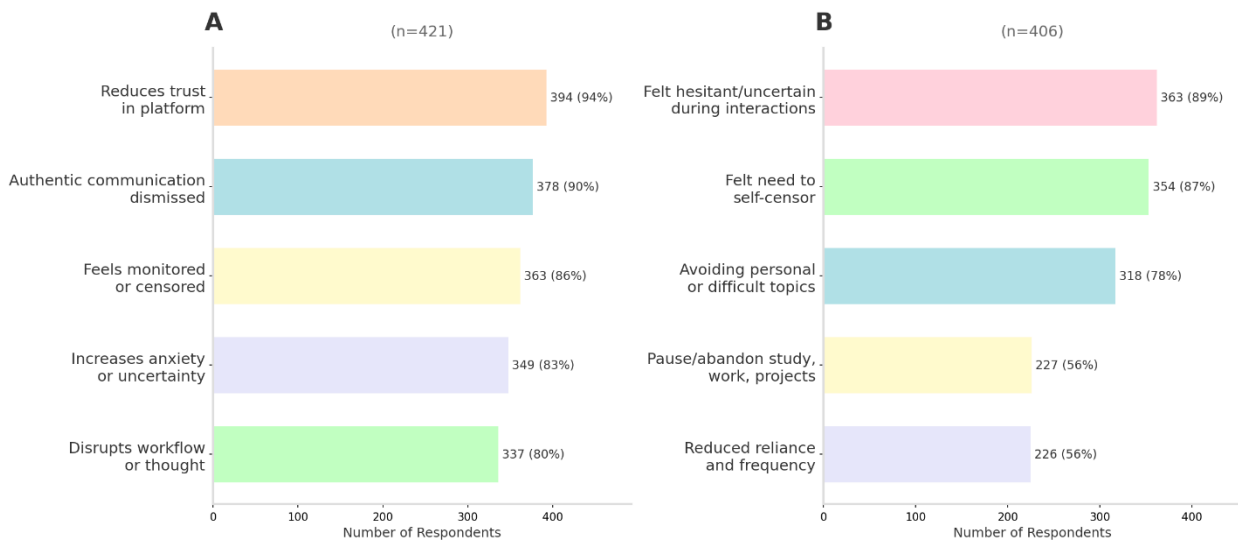 A
(n=421)
Reduces trust
in platform
394 (94%)
Authentic communication
dismissed
378 (90%)
Feels monitored
or censored
363 (86%)
Increases anxiety
or uncertainty
349 (83%)
Disrupts workflow
or thought
337 (80%)
0 100 200 300 400
Number of Respondents
B
(n=406)
Felt hesitant/uncertain
during interactions
363 (89%)
Felt need to
self-censor
354 (87%)
Avoiding personal
or difficult topics
318 (78%)
Pause/abandon study,
work, projects
227 (56%)
Reduced reliance
and frequency
226 (56%)
0 100 200 300 400
Number of Respondents